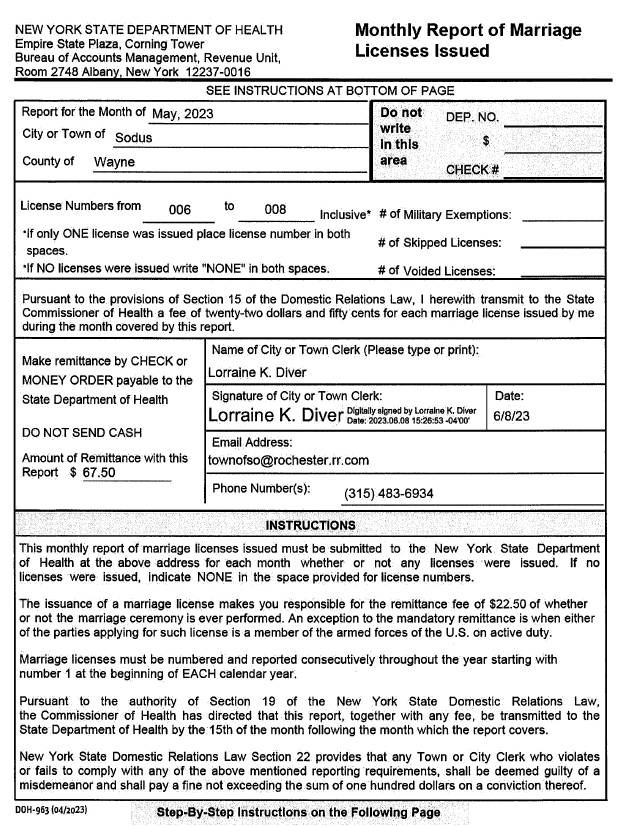 NEW YORK STATE DEPARTMENT OF HEALTH
Empire State Plaza, Corning Tower
Bureau of Accounts Management, Revenue Unit,
Room 2748 Albany, New York 12237-0016
Monthly Report of Marriage
Licenses Issued
SEE INSTRUCTIONS AT BOTTOM OF PAGE
Report for the Month of May, 2023
City or Town of Sodus
County of Wayne
Do not
write
in this
area
DEP. NO.
$
CHECK #
License Numbers from 006 to 008 Inclusive*
*If only ONE license was issued place license number in both
spaces.
*If NO licenses were issued write "NONE" in both spaces.
# of Military Exemptions:
# of Skipped Licenses:
# of Voided Licenses:
Pursuant to the provisions of Section 15 of the Domestic Relations Law, I herewith transmit to the State
Commissioner of Health a fee of twenty-two dollars and fifty cents for each marriage license issued by me
during the month covered by this report.
Make remittance by CHECK or
MONEY ORDER payable to the
State Department of Health
DO NOT SEND CASH
Amount of Remittance with this
Report $ 67.50
Name of City or Town Clerk (Please type or print):
Lorraine K. Diver
Signature of City or Town Clerk:
Lorraine K. Diver Digitally signed by Lorraine K. Diver
Date: 2023.06.08 15:26:53 -04'00'
Date:
6/8/23
Email Address:
townofso@rochester.rr.com
Phone Number(s): (315) 483-6934
INSTRUCTIONS
This monthly report of marriage licenses issued must be submitted to the New York State Department
of Health at the above address for each month whether or not any licenses were issued. If no
licenses were issued, indicate NONE in the space provided for license numbers.
The issuance of a marriage license makes you responsible for the remittance fee of $22.50 of whether
or not the marriage ceremony is ever performed. An exception to the mandatory remittance is when either
of the parties applying for such license is a member of the armed forces of the U.S. on active duty.
Marriage licenses must be numbered and reported consecutively throughout the year starting with
number 1 at the beginning of EACH calendar year.
Pursuant to the authority of Section 19 of the New York State Domestic Relations Law,
the Commissioner of Health has directed that this report, together with any fee, be transmitted to the
State Department of Health by the 15th of the month following the month which the report covers.
New York State Domestic Relations Law Section 22 provides that any Town or City Clerk who violates
or fails to comply with any of the above mentioned reporting requirements, shall be deemed guilty of a
misdemeanor and shall pay a fine not exceeding the sum of one hundred dollars on a conviction thereof.
DOH-963 (04/2023)
Step-By-Step Instructions on the Following Page